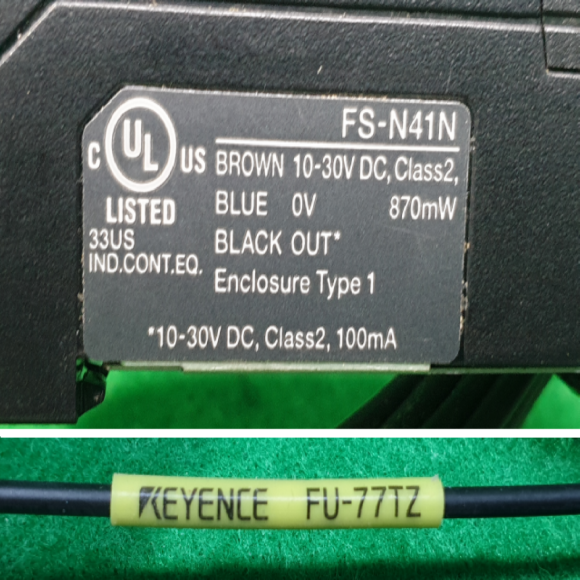 FS-N41N
C UL US
LISTED
33US
IND.CONT.EQ.
BROWN 10-30V DC, Class2,
BLUE 0V 870mW
BLACK OUT*
Enclosure Type 1
*10-30V DC, Class2, 100mA
KEYENCE FU-77TZ